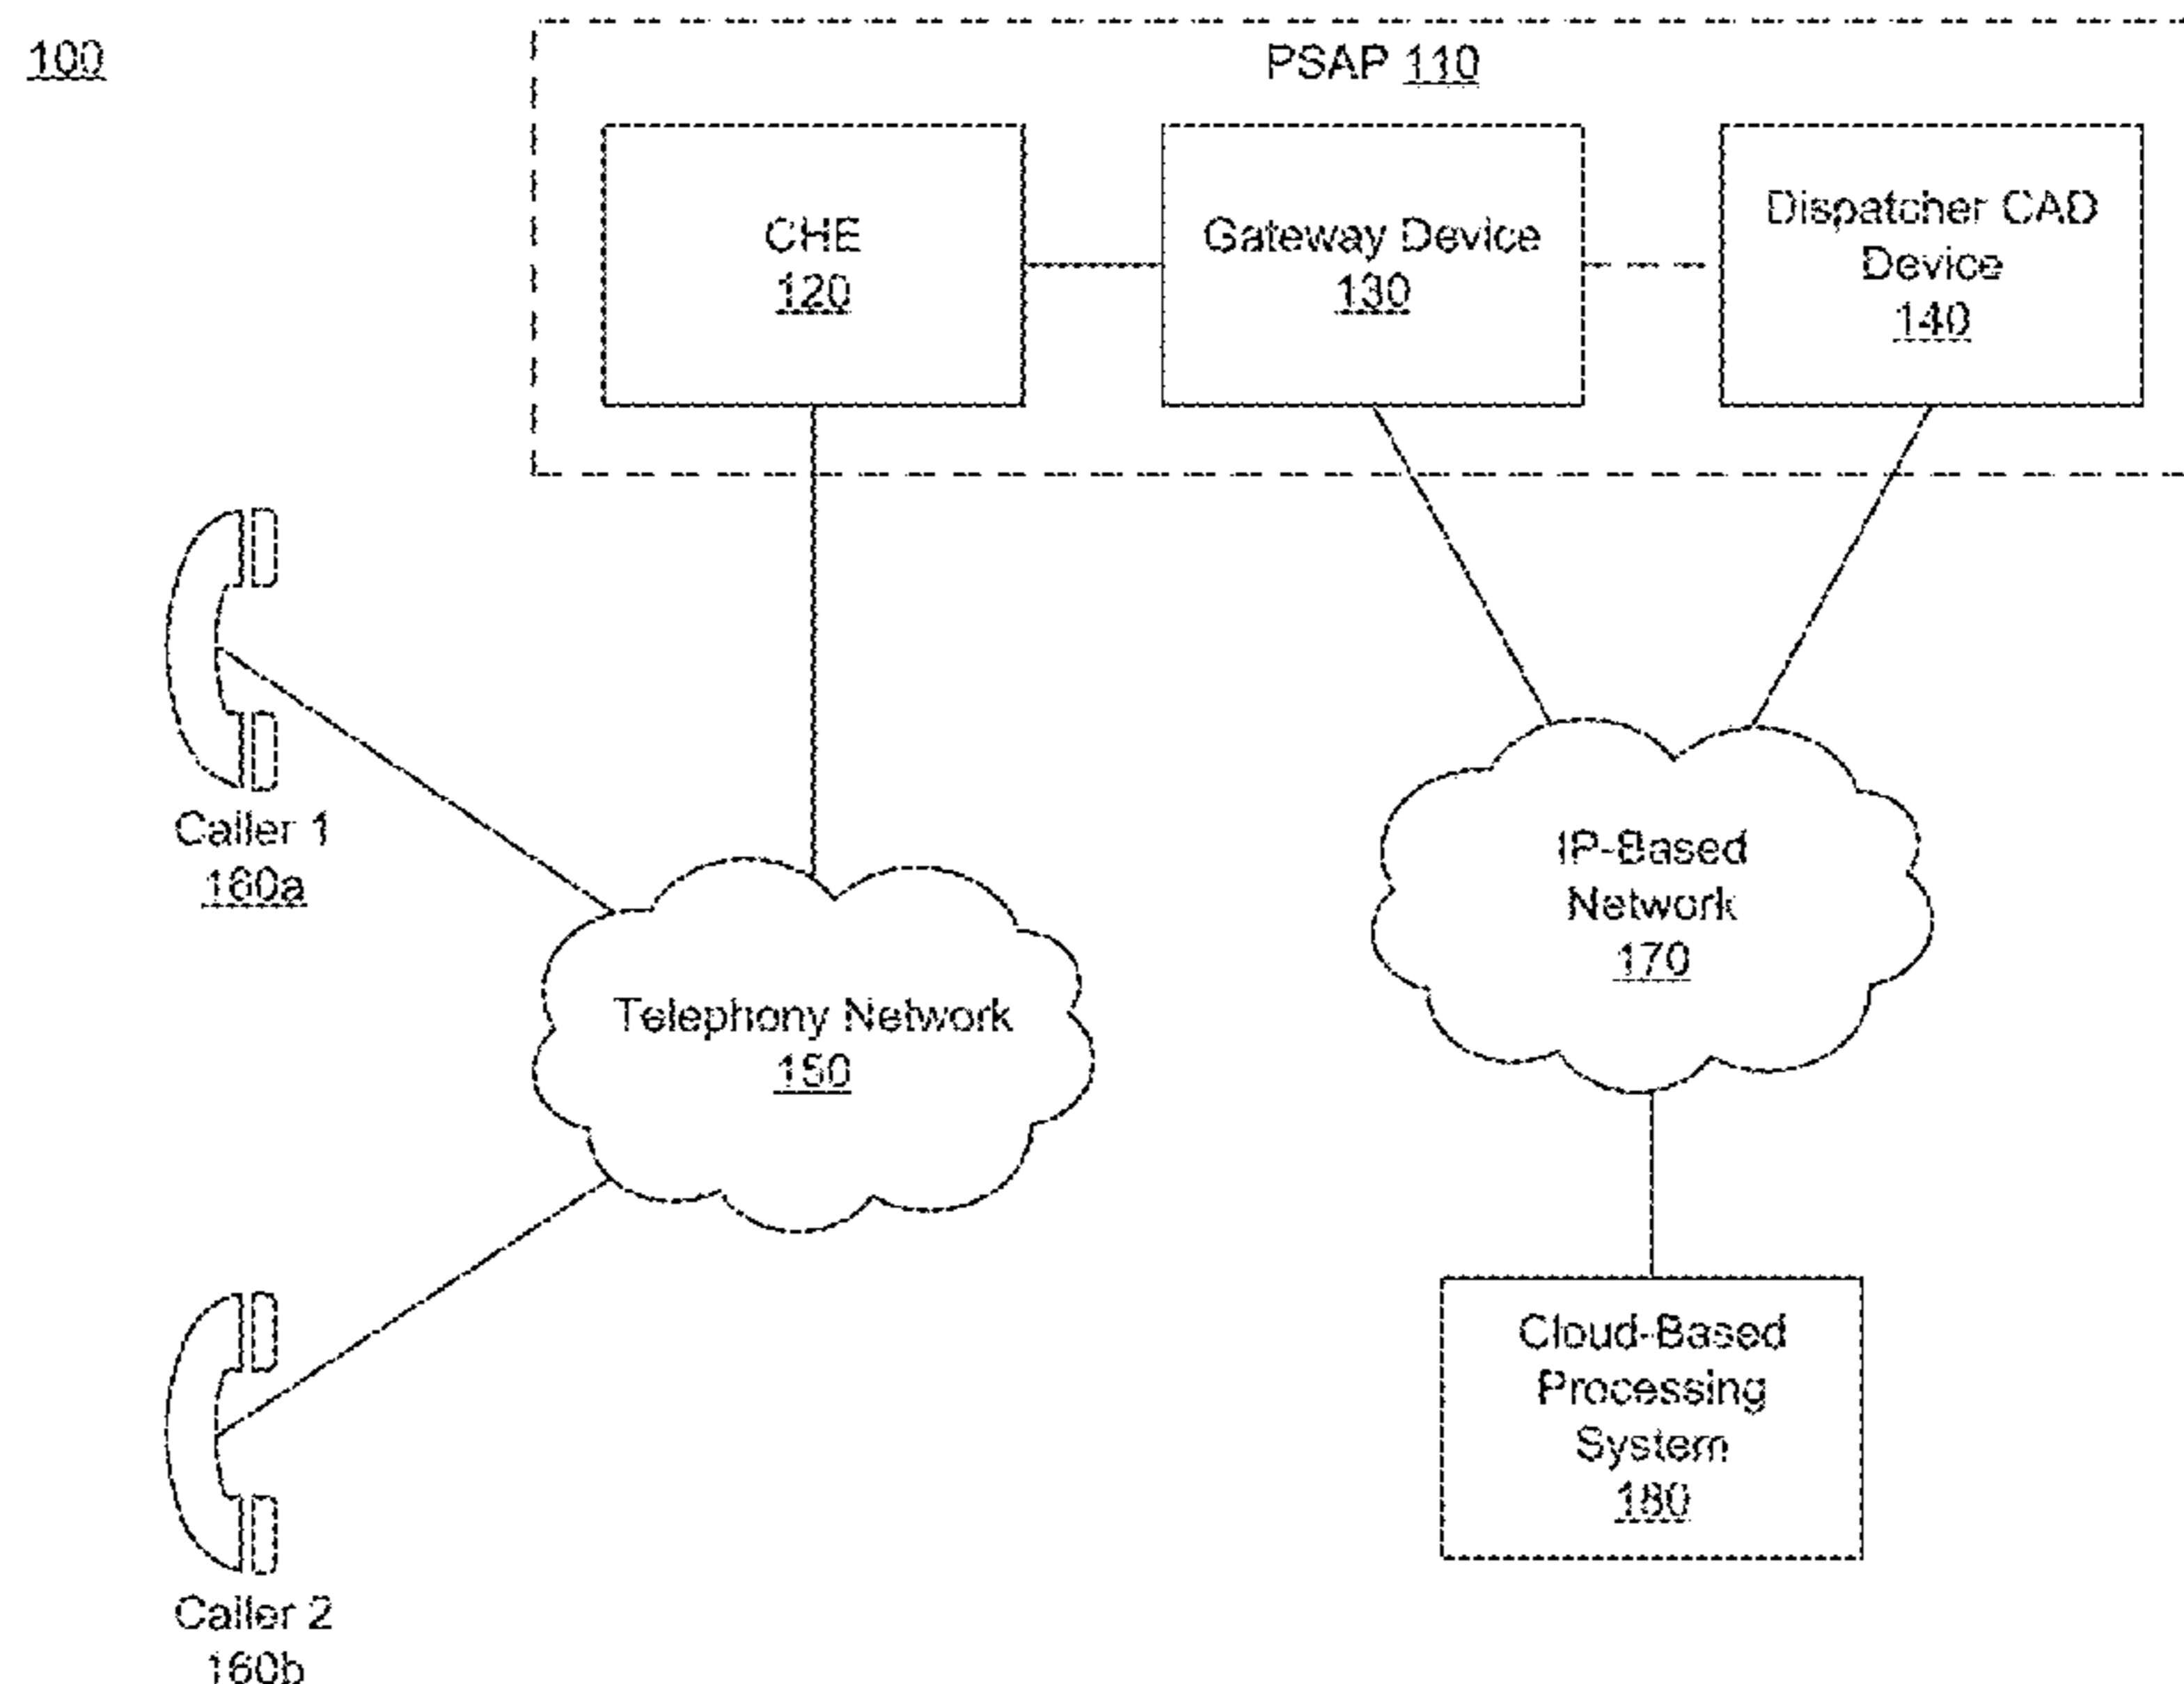 100
PSAP 110
CHE
120
Gateway Device
130
Dispatcher CAD
Device
140
Caller 1
160a
Telephony Network
150
IP-Based
Network
170
Cloud-Based
Processing
System
180
Caller 2
160b